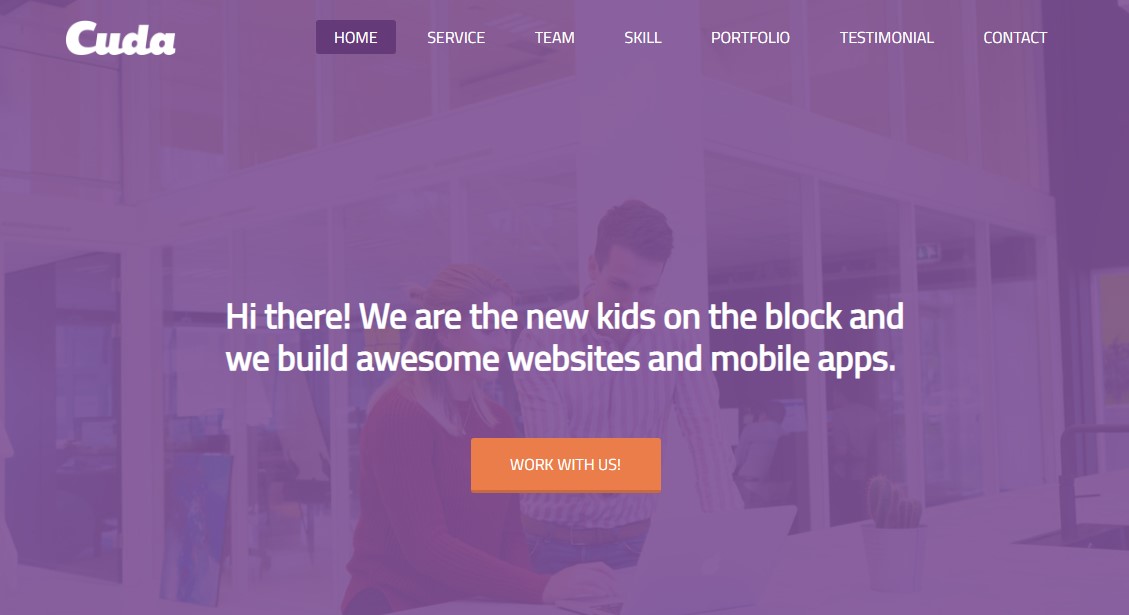 Cuda
HOME SERVICE TEAM SKILL PORTFOLIO TESTIMONIAL CONTACT
Hi there! We are the new kids on the block and
we build awesome websites and mobile apps.
WORK WITH US!